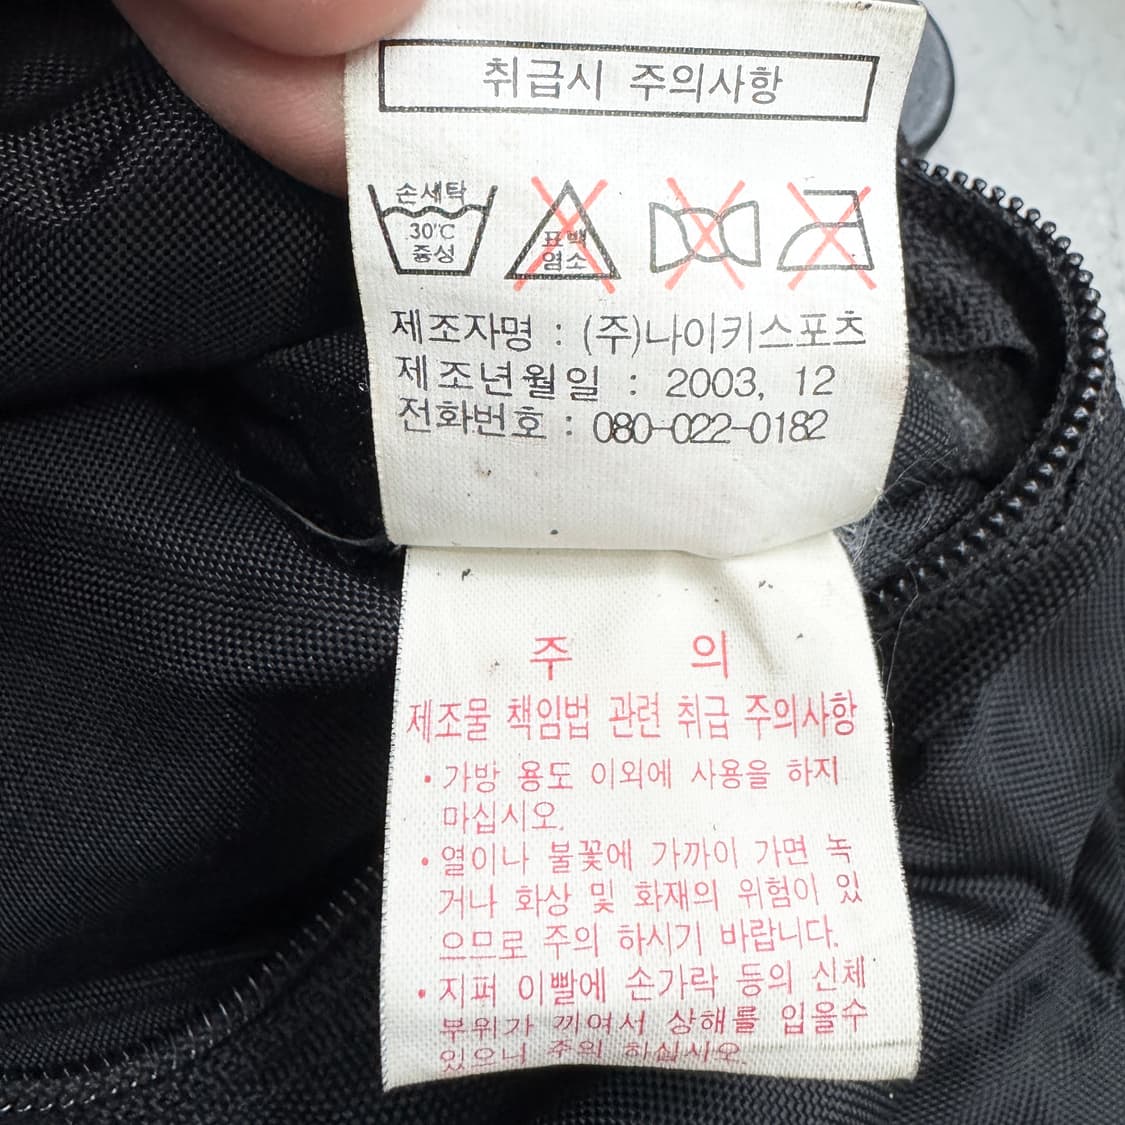 취급시 주의사항
손세탁
30℃
중성
표백
염소
제조자명 : (주)나이키스포츠
제조년월일 : 2003, 12
전화번호 : 080-022-0182
주 의
제조물 책임법 관련 취급 주의사항
· 가방 용도 이외에 사용을 하지
마십시오.
· 열이나 불꽃에 가까이 가면 녹
거나 화상 및 화재의 위험이 있
으므로 주의 하시기 바랍니다.
· 지퍼 이빨에 손가락 등의 신체
부위가 끼여서 상해를 입을수
있으니 주의 하십시오.